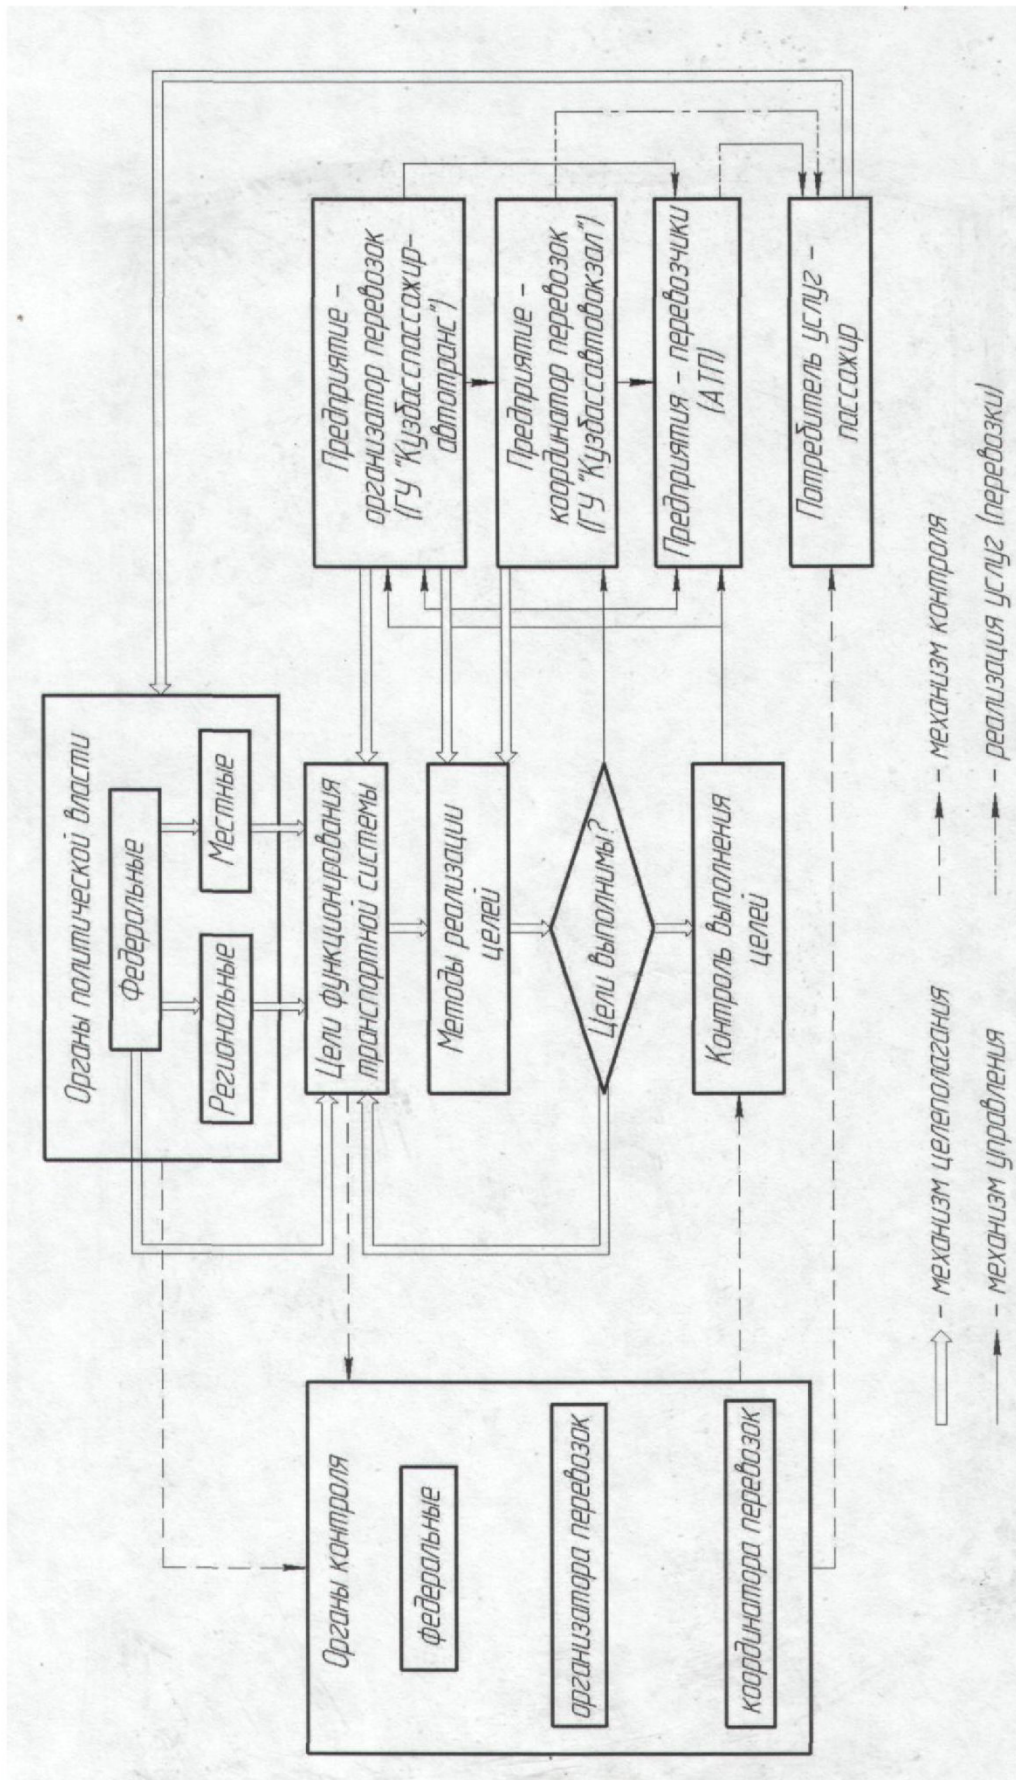 Органы политической власти
Федеральные
Региональные
Местные
Органы контроля
федеральные
организатора перевозок
координатора перевозок
Цели функционирования
транспортной системы
Методы реализации
целей
Цели выполнимы?
Контроль выполнения
целей
Предприятие –
организатор перевозок
(ГУ "Кузбасспассажир–
автотранс")
Предприятие –
координатор перевозок
(ГУ "Кузбассавтовокзал")
Предприятия – перевозчики
(АТП)
Потребитель услуг –
пассажир
– механизм целеполагания
– механизм контроля
– механизм управления
– реализация услуг (перевозки)